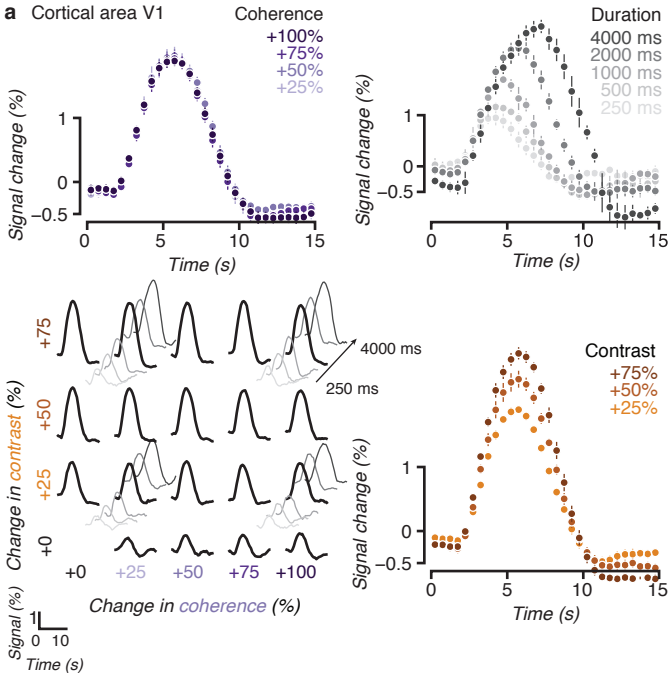 a Cortical area V1
Coherence
+100%
+75%
+50%
+25%
Signal change (%)
1
0
−0.5
0 5 10 15
Time (s)
Duration
4000 ms
2000 ms
1000 ms
500 ms
250 ms
Signal change (%)
1
0
−0.5
0 5 10 15
Time (s)
Change in contrast (%)
+75
+50
+25
+0
4000 ms
250 ms
+0 +25 +50 +75 +100
Change in coherence (%)
Signal (%)
1
0 10
Time (s)
Contrast
+75%
+50%
+25%
Signal change (%)
1
0
−0.5
0 5 10 15
Time (s)